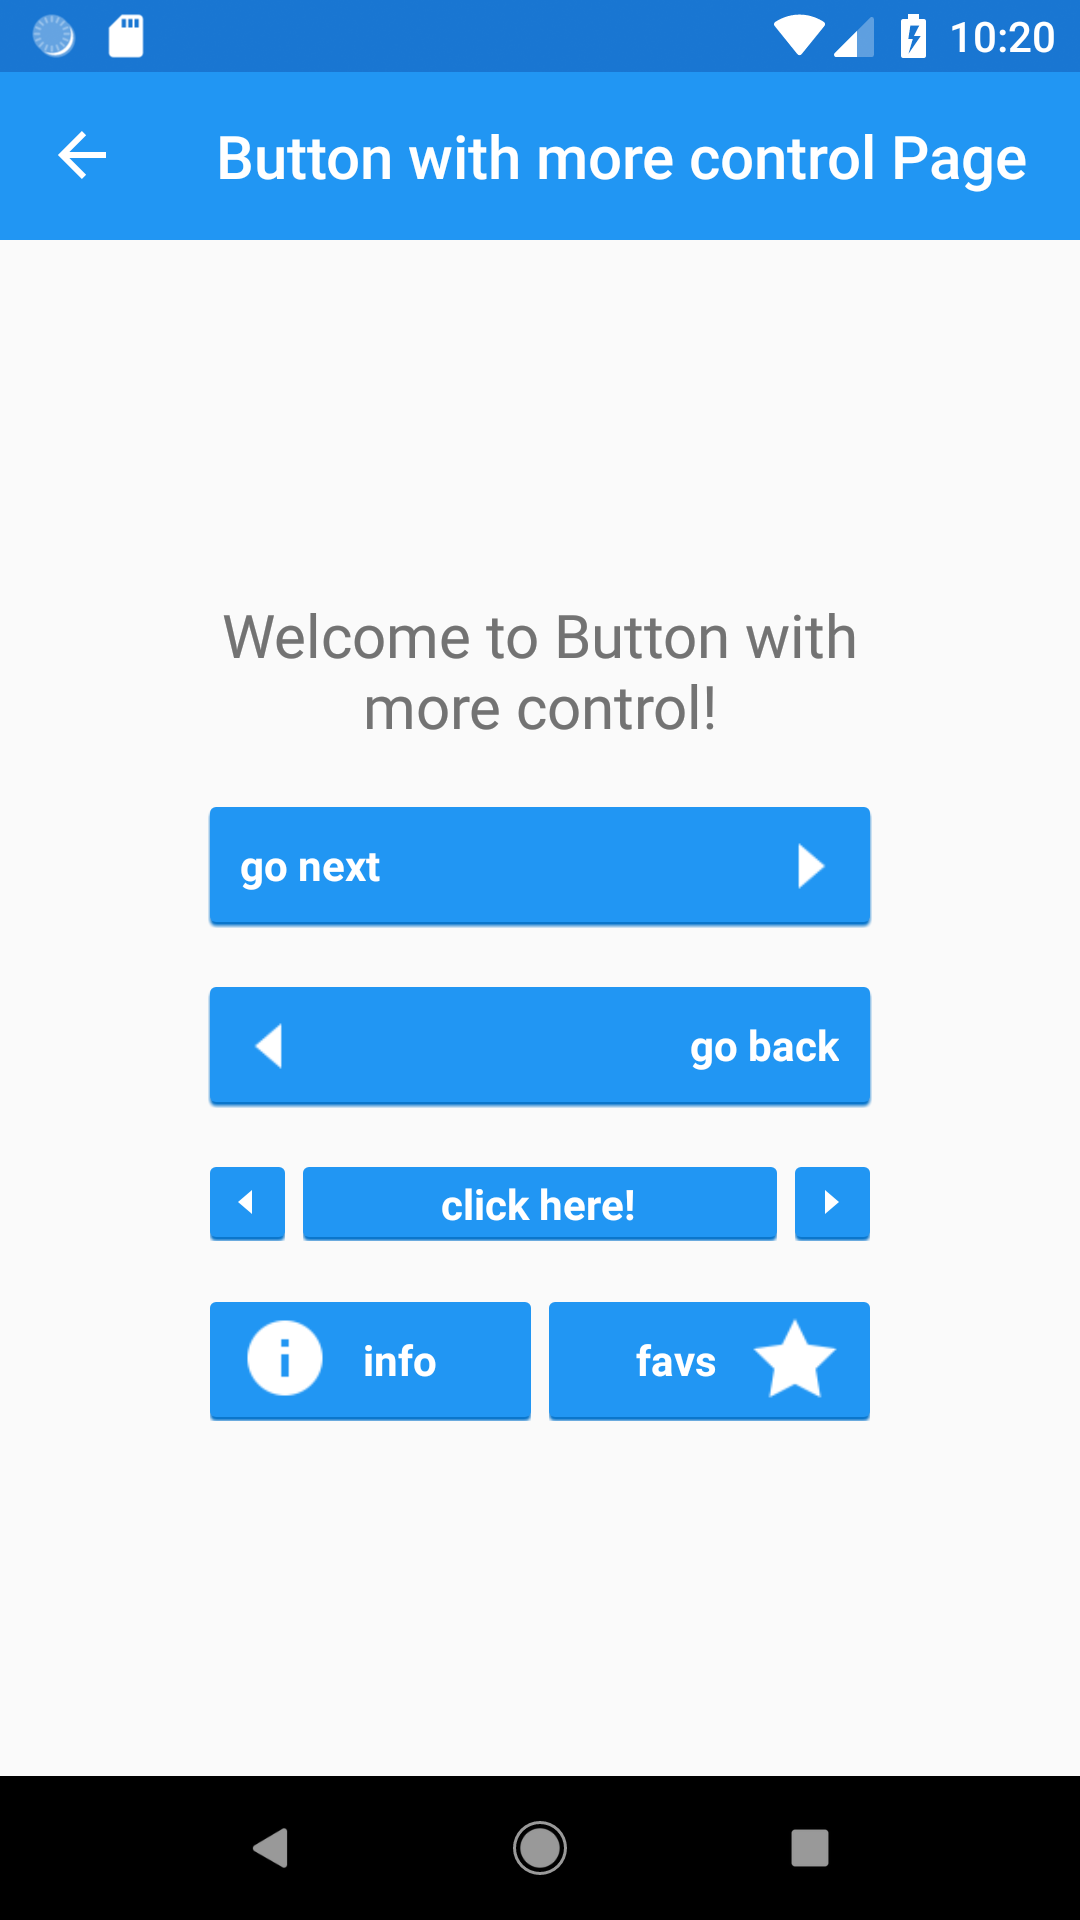 10:20
Button with more control Page
Welcome to Button with
more control!
go next
go back
click here!
info
favs